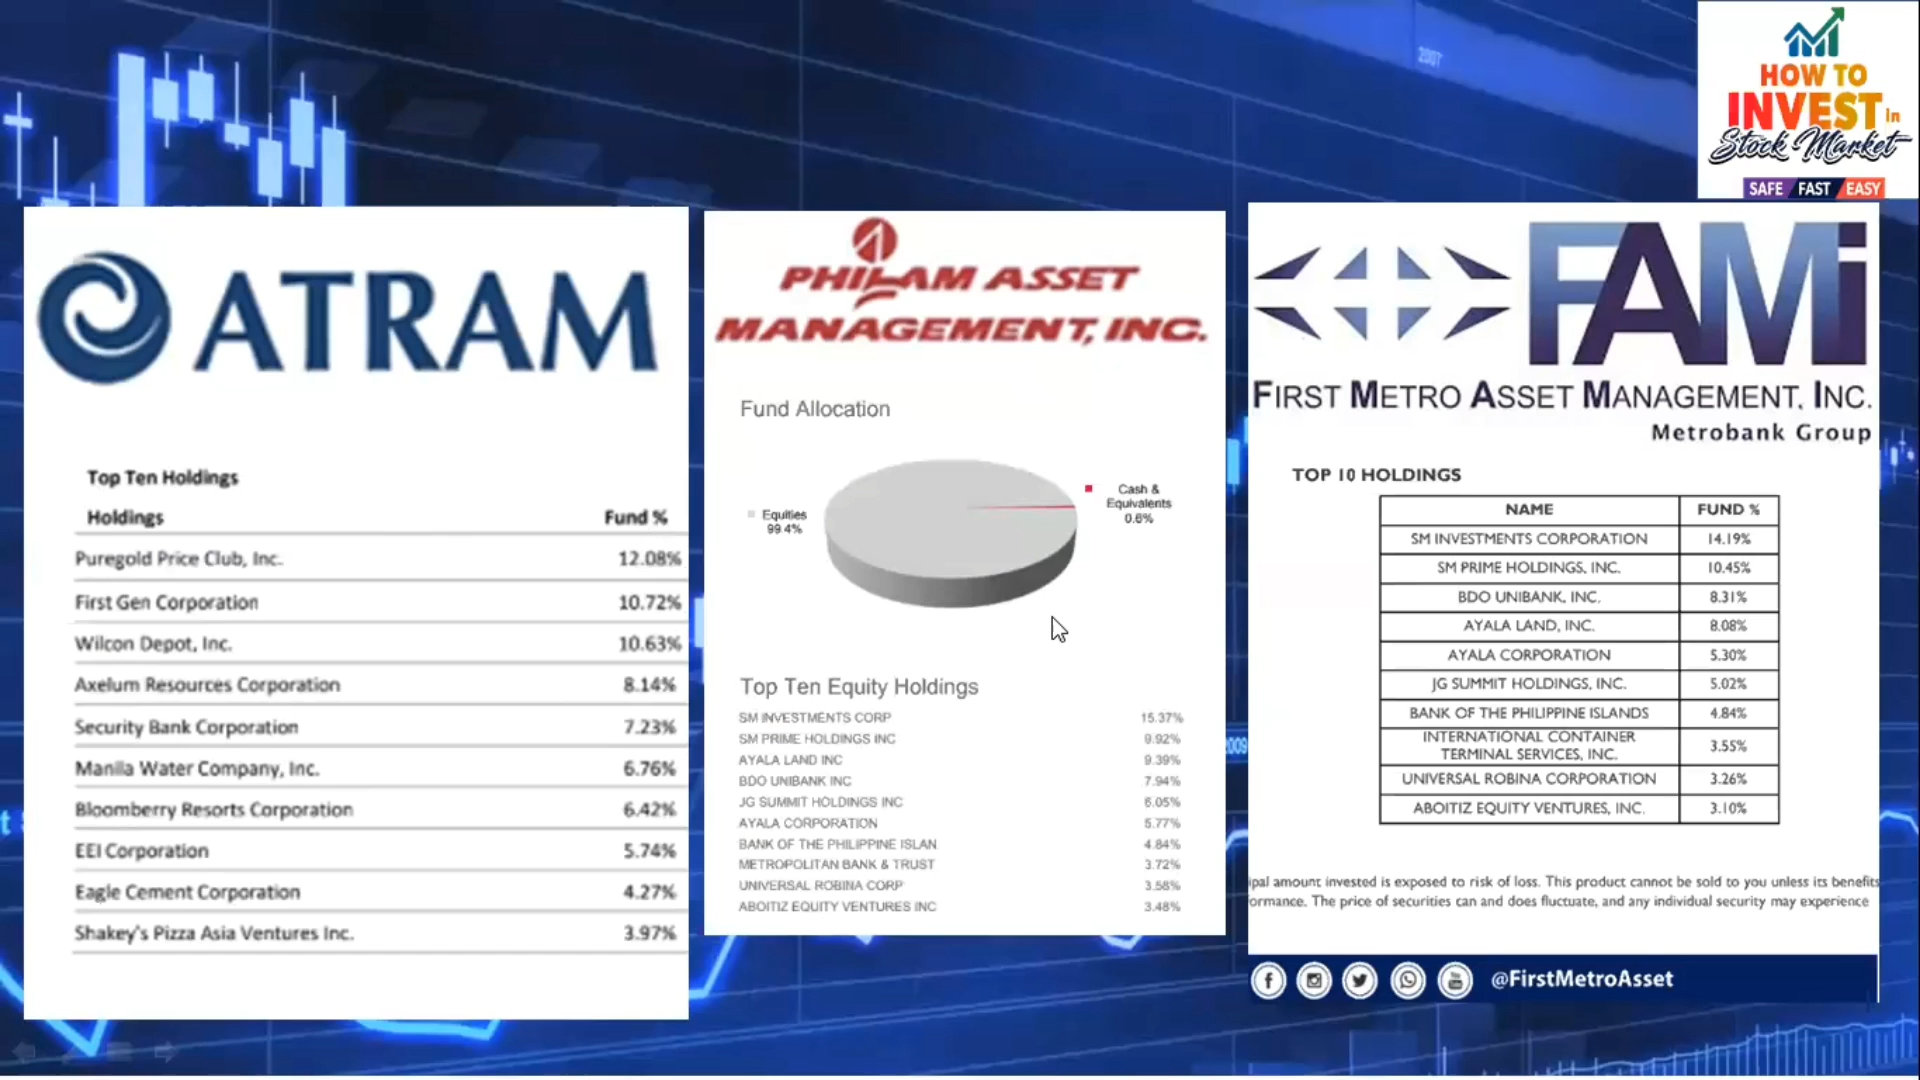 2007
HOW TO
INVEST in
Stock Market
SAFE FAST EASY
ATRAM
Top Ten Holdings
Holdings Fund %
Puregold Price Club, Inc. 12.08%
First Gen Corporation 10.72%
Wilcon Depot, Inc. 10.63%
Axelum Resources Corporation 8.14%
Security Bank Corporation 7.23%
Manila Water Company, Inc. 6.76%
Bloomberry Resorts Corporation 6.42%
EEI Corporation 5.74%
Eagle Cement Corporation 4.27%
Shakey's Pizza Asia Ventures Inc. 3.97%
PHILAM ASSET
MANAGEMENT, INC.
Fund Allocation
Equities
99.4%
Cash &
Equivalents
0.6%
Top Ten Equity Holdings
SM INVESTMENTS CORP 15.37%
SM PRIME HOLDINGS INC 9.92%
AYALA LAND INC 9.39%
BDO UNIBANK INC 7.94%
JG SUMMIT HOLDINGS INC 6.05%
AYALA CORPORATION 5.77%
BANK OF THE PHILIPPINE ISLAN 4.84%
METROPOLITAN BANK & TRUST 3.72%
UNIVERSAL ROBINA CORP 3.58%
ABOITIZ EQUITY VENTURES INC 3.48%
2009
FAMi
FIRST METRO ASSET MANAGEMENT, INC.
Metrobank Group
TOP 10 HOLDINGS
NAME FUND %
SM INVESTMENTS CORPORATION 14.19%
SM PRIME HOLDINGS, INC. 10.45%
BDO UNIBANK, INC. 8.31%
AYALA LAND, INC. 8.08%
AYALA CORPORATION 5.30%
JG SUMMIT HOLDINGS, INC. 5.02%
BANK OF THE PHILIPPINE ISLANDS 4.84%
INTERNATIONAL CONTAINER
TERMINAL SERVICES, INC. 3.55%
UNIVERSAL ROBINA CORPORATION 3.26%
ABOITIZ EQUITY VENTURES, INC. 3.10%
ipal amount invested is exposed to risk of loss. This product cannot be sold to you unless its benefits
ormance. The price of securities can and does fluctuate, and any individual security may experience
@FirstMetroAsset